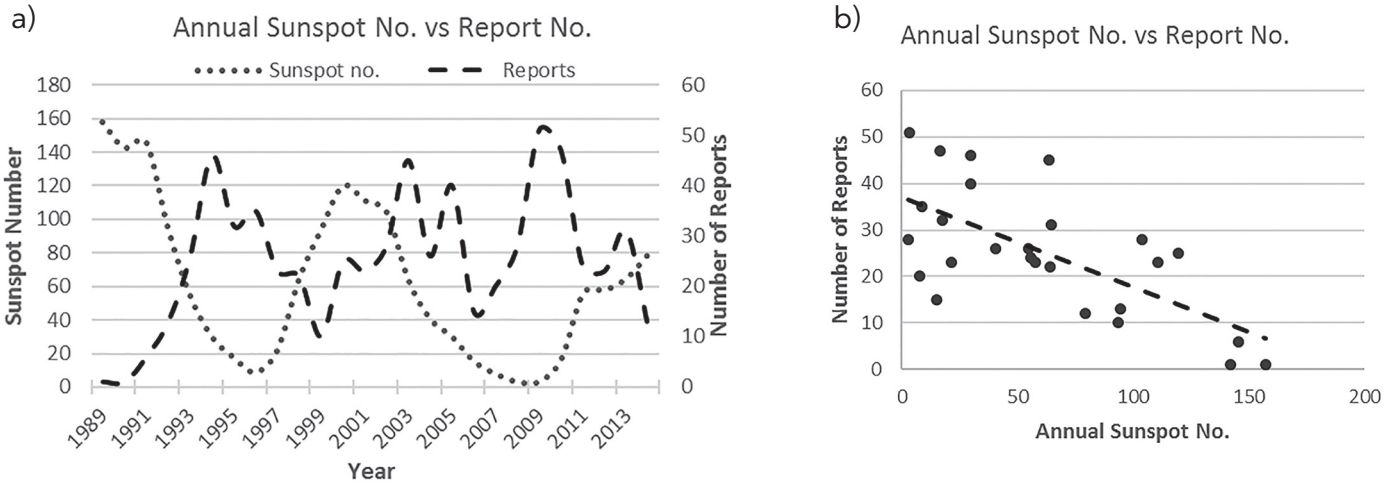 a)
Annual Sunspot No. vs Report No.
Sunspot no. Reports
Sunspot Number
180
160
140
120
100
80
60
40
20
0
60
50
40
30
20
10
0
Number of Reports
1989 1991 1993 1995 1997 1999 2001 2003 2005 2007 2009 2011 2013
Year
b)
Annual Sunspot No. vs Report No.
Number of Reports
60
50
40
30
20
10
0
0 50 100 150 200
Annual Sunspot No.